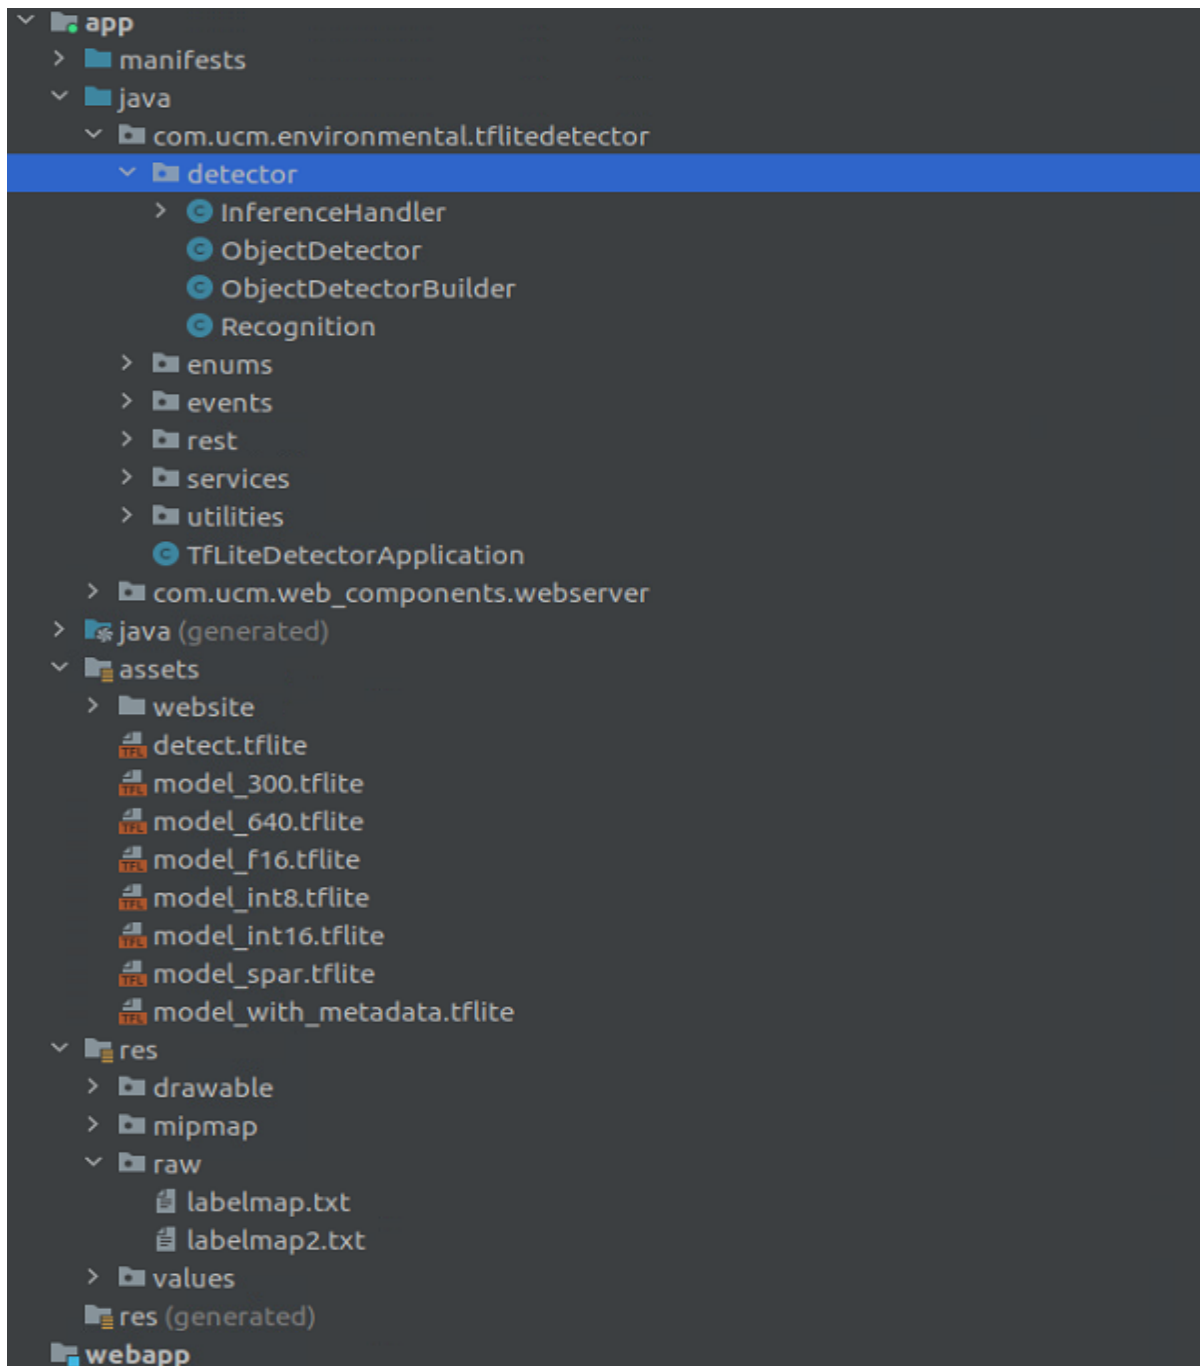 app
manifests
java
com.ucm.environmental.tflitedetector
detector
InferenceHandler
ObjectDetector
ObjectDetectorBuilder
Recognition
enums
events
rest
services
utilities
TfLiteDetectorApplication
com.ucm.web_components.webserver
java (generated)
assets
website
detect.tflite
model_300.tflite
model_640.tflite
model_f16.tflite
model_int8.tflite
model_int16.tflite
model_spar.tflite
model_with_metadata.tflite
res
drawable
mipmap
raw
labelmap.txt
labelmap2.txt
values
res (generated)
webapp